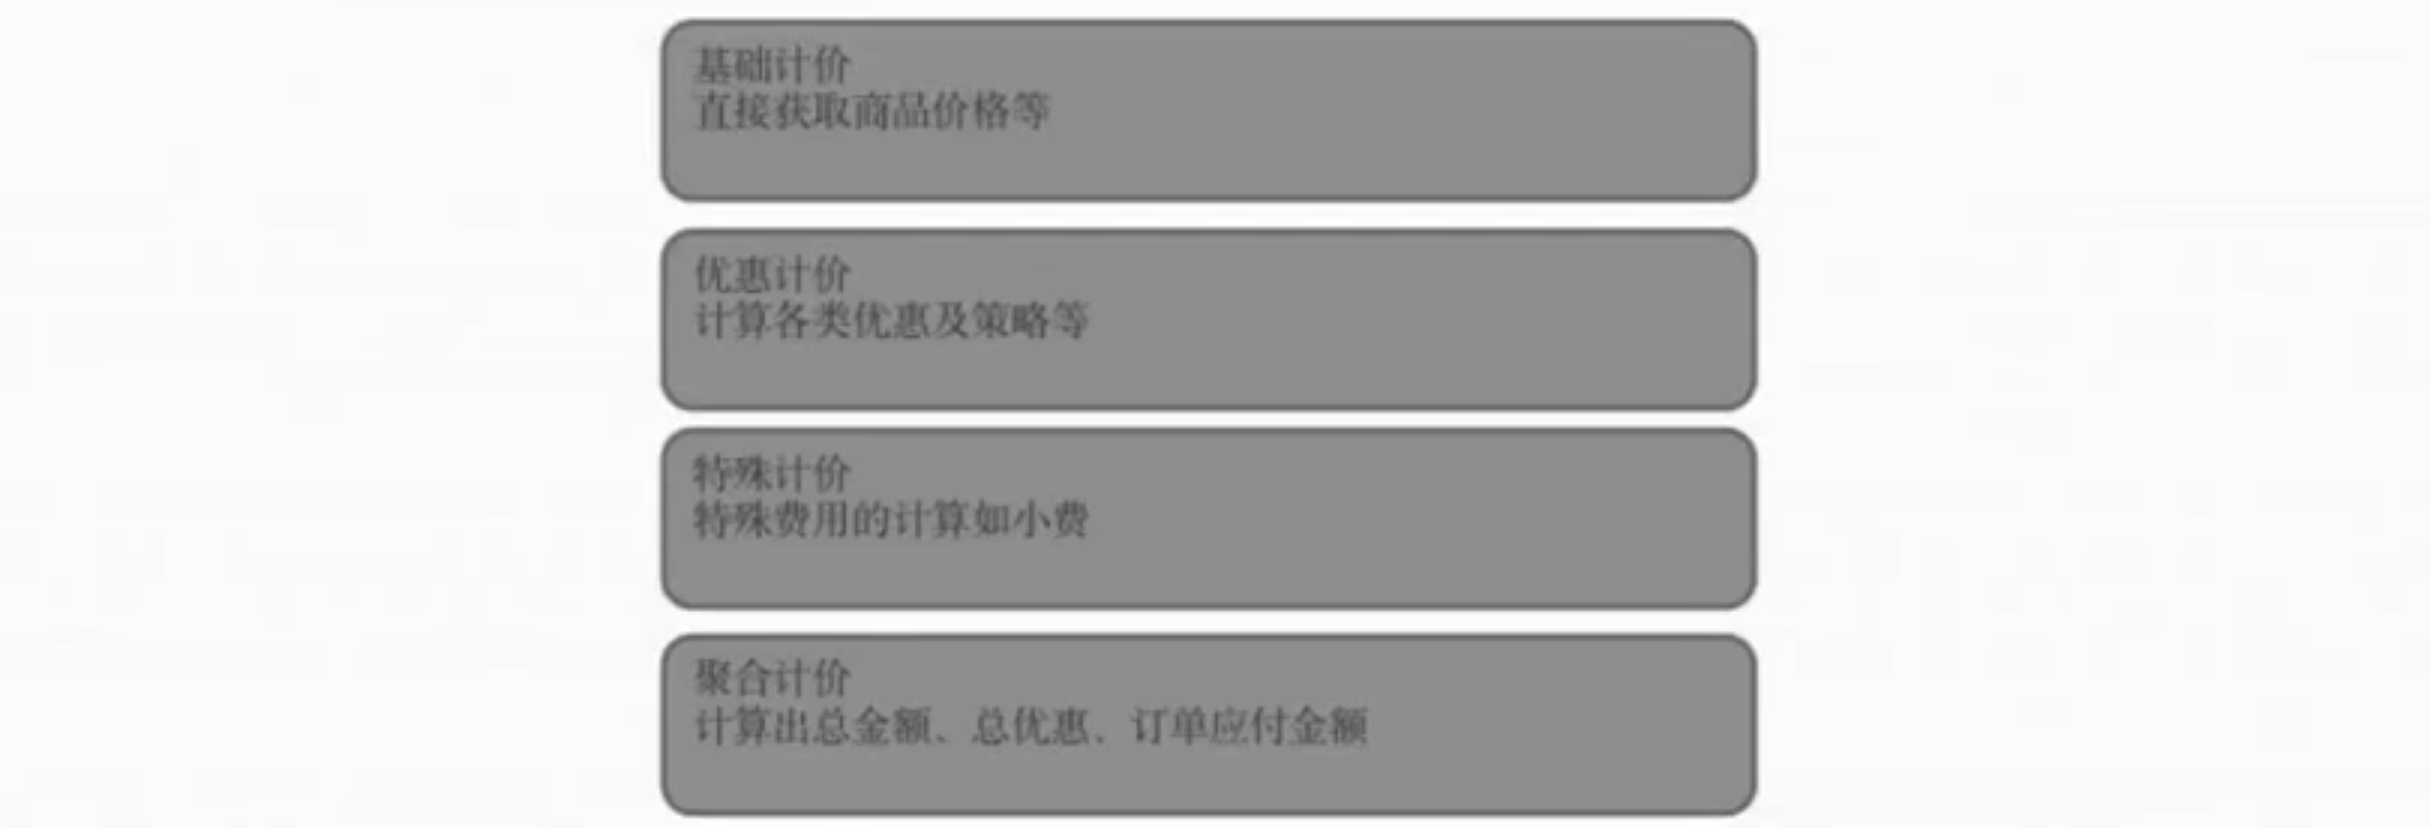 基础计价
直接获取商品价格等
优惠计价
计算各类优惠及策略等
特殊计价
特殊费用的计算如小费
聚合计价
计算出总金额、总优惠、订单应付金额